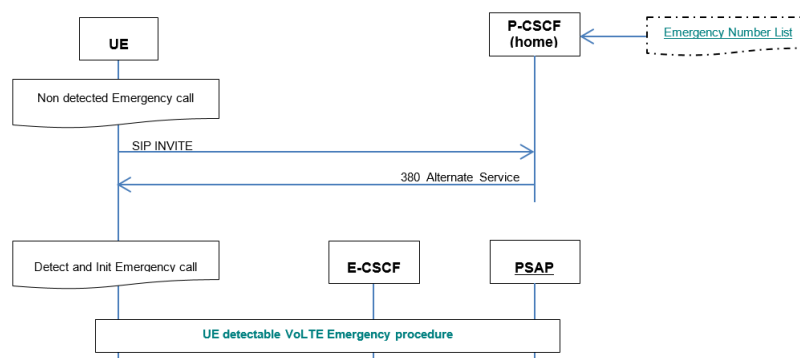 UE
P-CSCF
(home)
Emergency Number List
Non detected Emergency call
SIP INVITE
380 Alternate Service
Detect and Init Emergency call
E-CSCF
PSAP
UE detectable VoLTE Emergency procedure